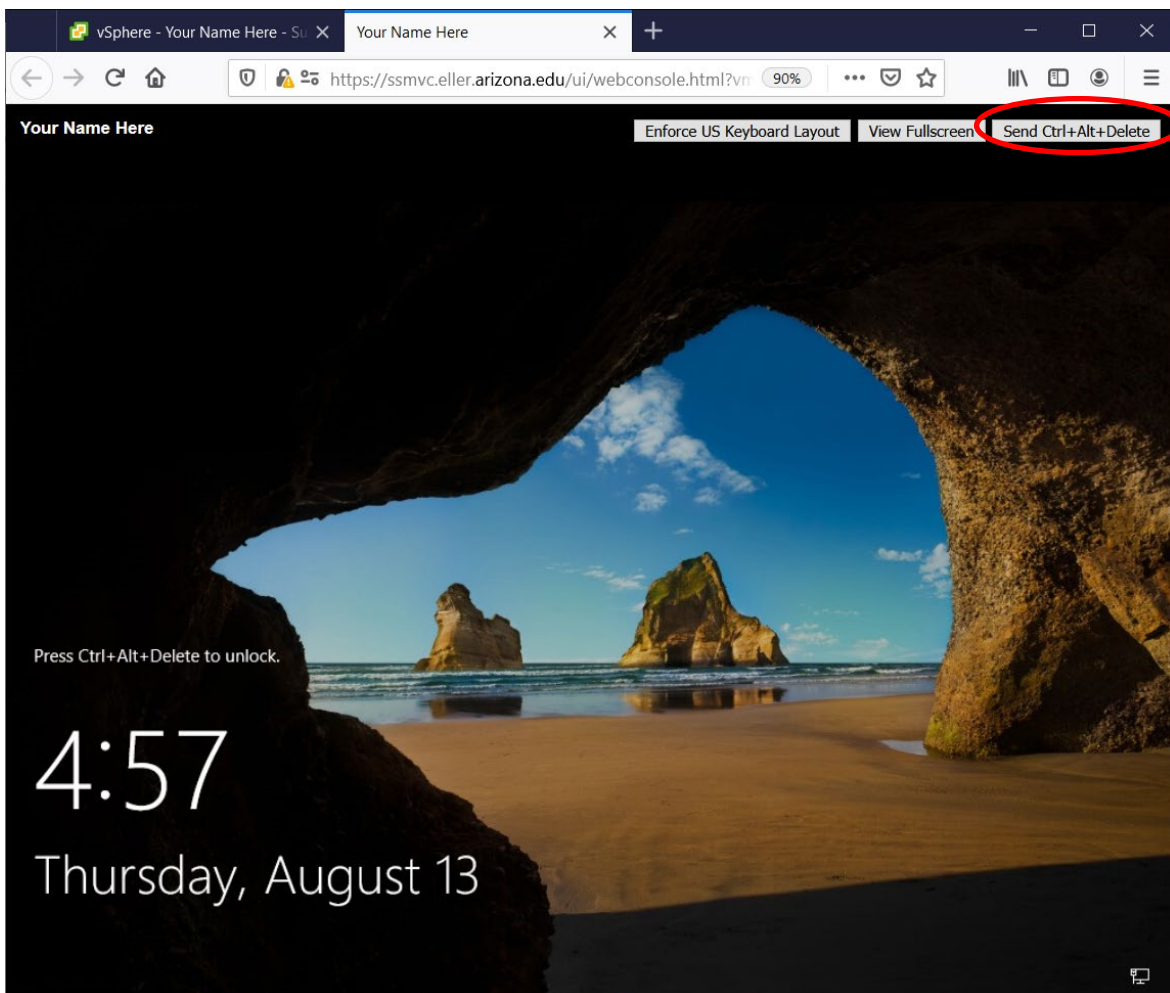 vSphere - Your Name Here - Su
Your Name Here
https://ssmvc.eller.arizona.edu/ui/webconsole.html?vm
90%
Your Name Here
Enforce US Keyboard Layout
View Fullscreen
Send Ctrl+Alt+Delete
Press Ctrl+Alt+Delete to unlock.
4:57
Thursday, August 13